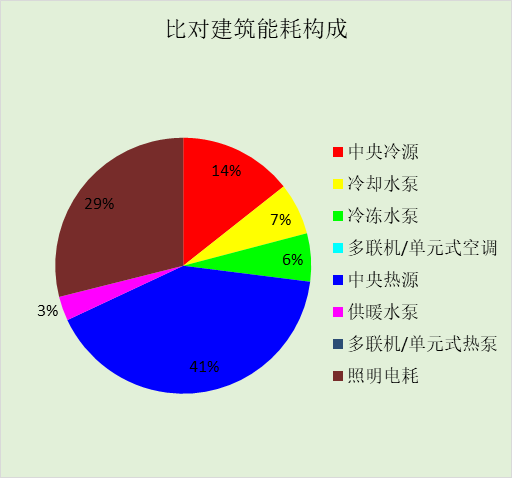 比对建筑能耗构成
14%
7%
6%
41%
3%
29%
中央冷源
冷却水泵
冷冻水泵
多联机/单元式空调
中央热源
供暖水泵
多联机/单元式热泵
照明电耗